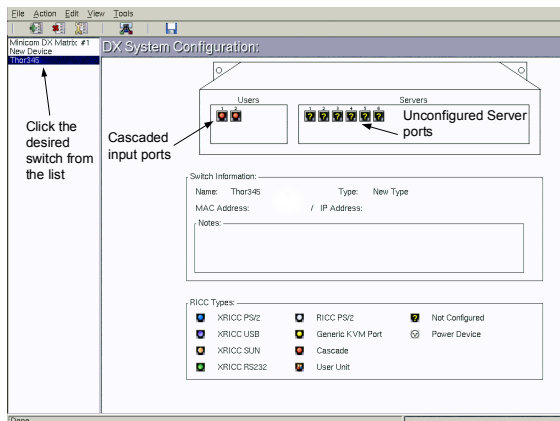 File Action Edit View Tools
Minicom DX Matrix #1
New Device
Thor345
DX System Configuration:
Users
Servers
1 2
1 2 3 4 5 6
Click the
desired
switch from
the list
Cascaded
input ports
Unconfigured Server
ports
Switch Information:
Name: Thor345 Type: New Type
MAC Address: / IP Address:
Notes:
RICC Types:
XRICC PS/2 RICC PS/2 ? Not Configured
XRICC USB Generic KVM Port Power Device
XRICC SUN Cascade
XRICC RS232 User Unit
Done